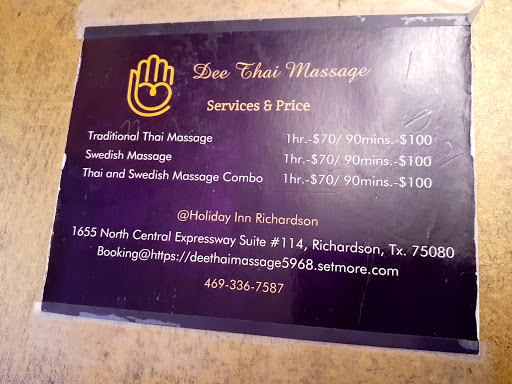 Dee Thai Massage
Services & Price
Traditional Thai Massage 1hr.-$70/ 90mins.-$100
Swedish Massage 1hr.-$70/ 90mins.-$100
Thai and Swedish Massage Combo 1hr.-$70/ 90mins.-$100
@Holiday Inn Richardson
1655 North Central Expressway Suite #114, Richardson, Tx. 75080
Booking@https://deethaimassage5968.setmore.com
469-336-7587